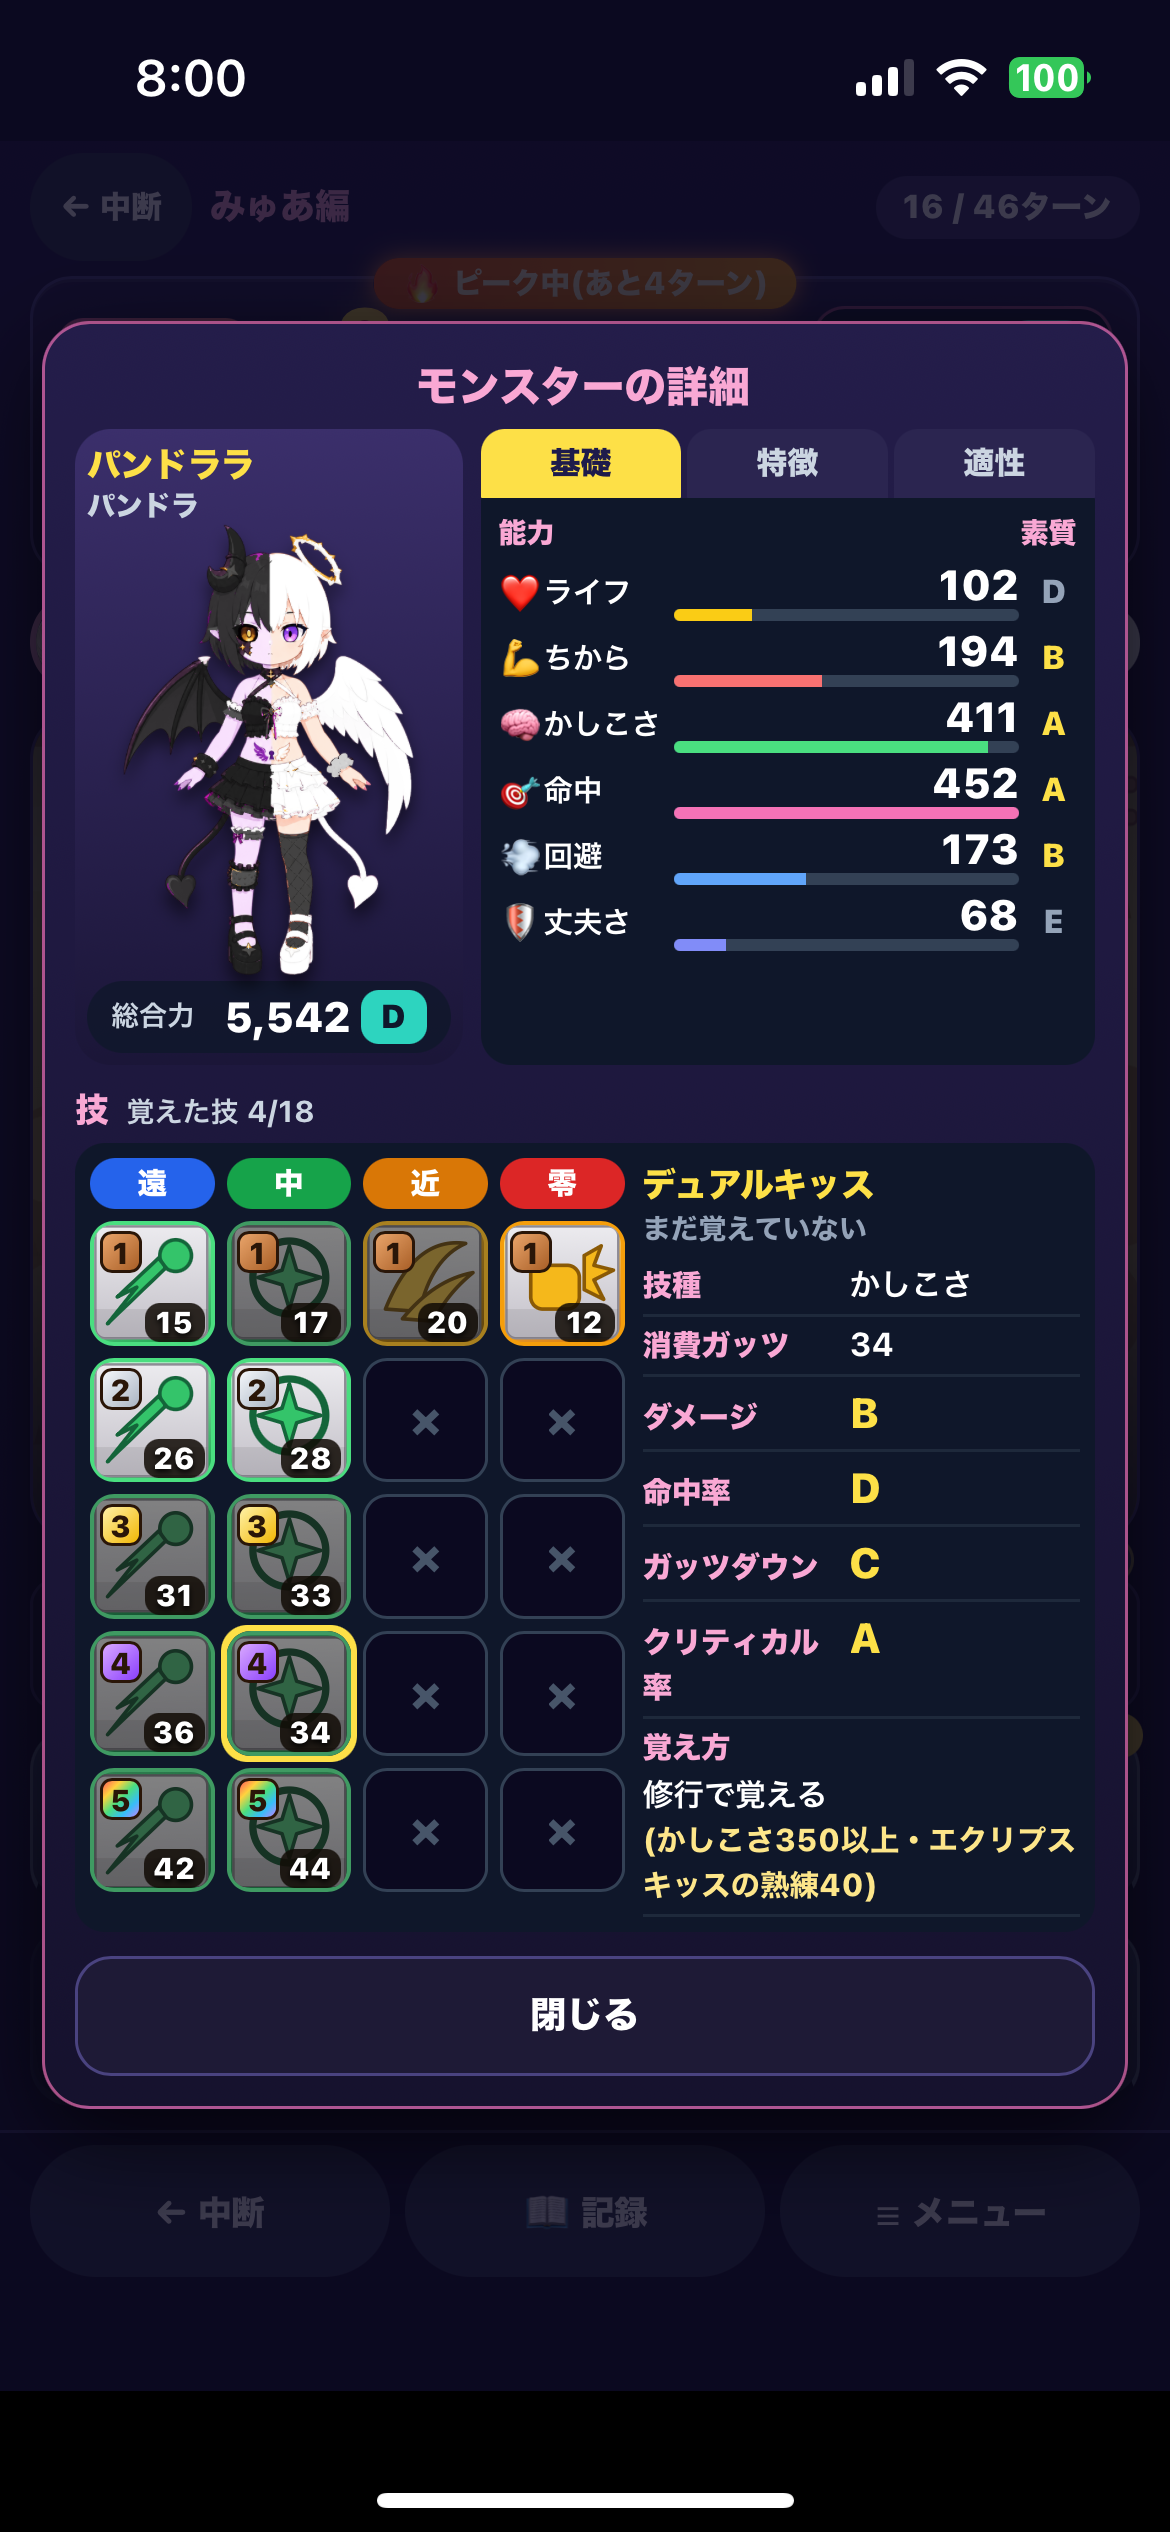 8:00
100
← 中断
みゅあ編
16 / 46ターン
ピーク中(あと4ターン)
モンスターの詳細
パンドララ
パンドラ
総合力 5,542 D
基礎 特徴 適性
能力 素質
ライフ 102 D
ちから 194 B
かしこさ 411 A
命中 452 A
回避 173 B
丈夫さ 68 E
技 覚えた技 4/18
遠 中 近 零
1 15 1 17 1 20 1 12
2 26 2 28 × ×
3 31 3 33 × ×
4 36 4 34 × ×
5 42 5 44 × ×
デュアルキッス
まだ覚えていない
技種 かしこさ
消費ガッツ 34
ダメージ B
命中率 D
ガッツダウン C
クリティカル A
率
覚え方
修行で覚える
(かしこさ350以上・エクリプス
キッスの熟練40)
閉じる
← 中断
記録
≡ メニュー